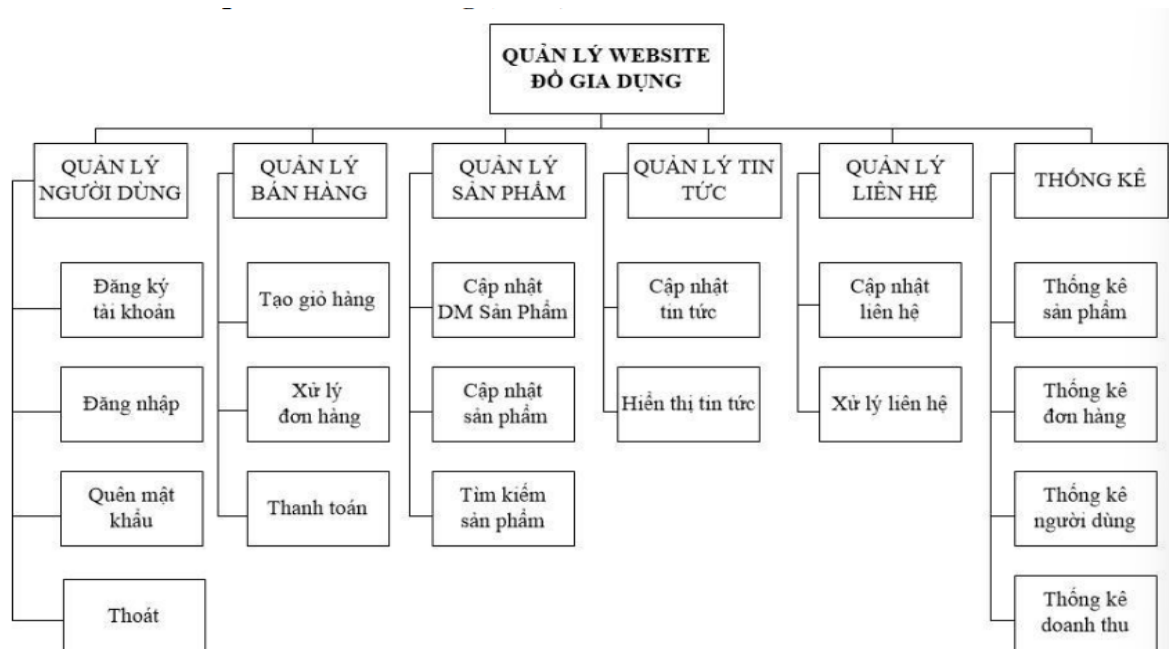 QUẢN LÝ WEBSITE
ĐỒ GIA DỤNG
QUẢN LÝ
NGƯỜI DÙNG
QUẢN LÝ
BÁN HÀNG
QUẢN LÝ
SẢN PHẨM
QUẢN LÝ TIN
TỨC
QUẢN LÝ
LIÊN HỆ
THỐNG KÊ
Đăng ký
tài khoản
Tạo giỏ hàng
Cập nhật
DM Sản Phẩm
Cập nhật
tin tức
Cập nhật
liên hệ
Thống kê
sản phẩm
Đăng nhập
Xử lý
đơn hàng
Cập nhật
sản phẩm
Hiển thị tin tức
Xử lý liên hệ
Thống kê
đơn hàng
Quên mật
khẩu
Thanh toán
Tìm kiếm
sản phẩm
Thống kê
người dùng
Thoát
Thống kê
doanh thu